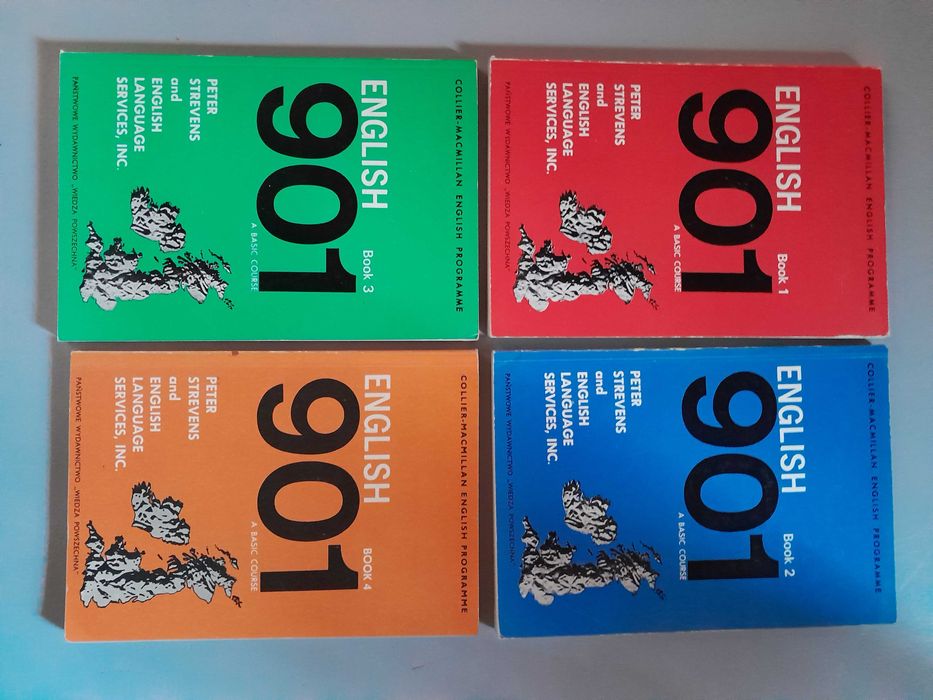 COLLIER-MACMILLAN ENGLISH PROGRAMME
ENGLISH
901
Book 1
A BASIC COURSE
PETER
STREVENS
and
ENGLISH
LANGUAGE
SERVICES, INC.
PAŃSTWOWE WYDAWNICTWO „WIEDZA POWSZECHNA"
COLLIER-MACMILLAN ENGLISH PROGRAMME
ENGLISH
901
Book 2
A BASIC COURSE
PETER
STREVENS
and
ENGLISH
LANGUAGE
SERVICES, INC.
PAŃSTWOWE WYDAWNICTWO „WIEDZA POWSZECHNA"
COLLIER-MACMILLAN ENGLISH PROGRAMME
ENGLISH
901
Book 3
A BASIC COURSE
PETER
STREVENS
and
ENGLISH
LANGUAGE
SERVICES, INC.
PAŃSTWOWE WYDAWNICTWO „WIEDZA POWSZECHNA"
COLLIER-MACMILLAN ENGLISH PROGRAMME
ENGLISH
901
BOOK 4
A BASIC COURSE
PETER
STREVENS
and
ENGLISH
LANGUAGE
SERVICES, INC.
PAŃSTWOWE WYDAWNICTWO „WIEDZA POWSZECHNA"